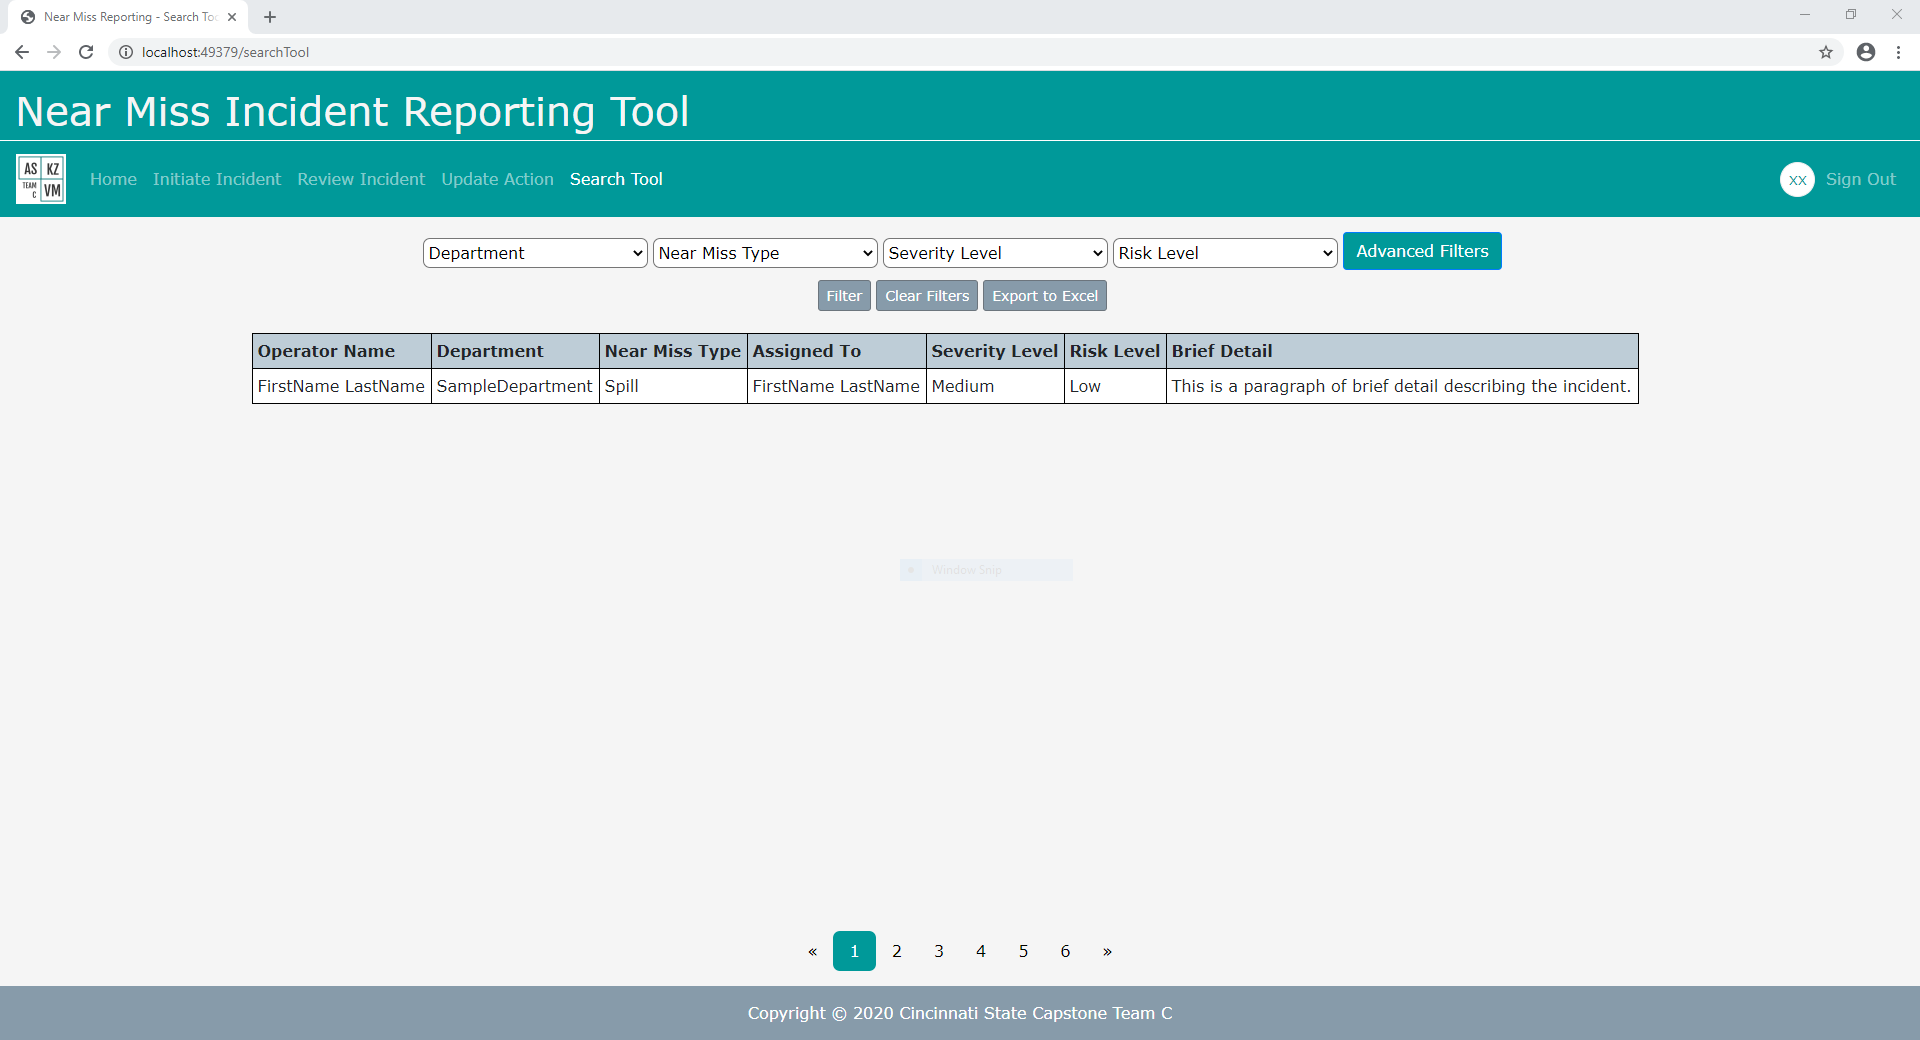 Near Miss Reporting - Search Too
localhost:49379/searchTool
Near Miss Incident Reporting Tool
AS KZ
TEAM C VM
Home Initiate Incident Review Incident Update Action Search Tool XX Sign Out
Department Near Miss Type Severity Level Risk Level Advanced Filters
Filter Clear Filters Export to Excel
Operator Name Department Near Miss Type Assigned To Severity Level Risk Level Brief Detail
FirstName LastName SampleDepartment Spill FirstName LastName Medium Low This is a paragraph of brief detail describing the incident.
Window Snip
« 1 2 3 4 5 6 »
Copyright © 2020 Cincinnati State Capstone Team C